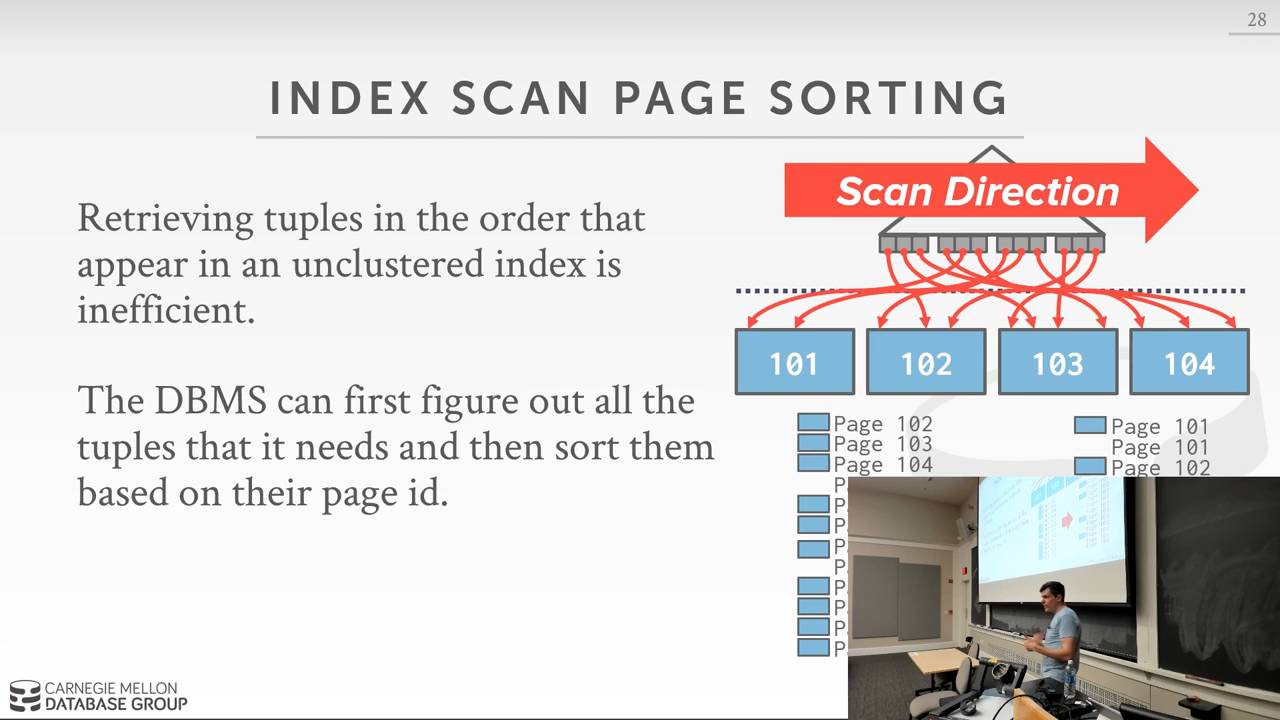 28
INDEX SCAN PAGE SORTING
Retrieving tuples in the order that
appear in an unclustered index is
inefficient.
The DBMS can first figure out all the
tuples that it needs and then sort them
based on their page id.
Scan Direction
101 102 103 104
Page 102
Page 103
Page 104
P
P
P
P
P
P
P
P
P
Page 101
Page 101
Page 102
CARNEGIE MELLON
DATABASE GROUP